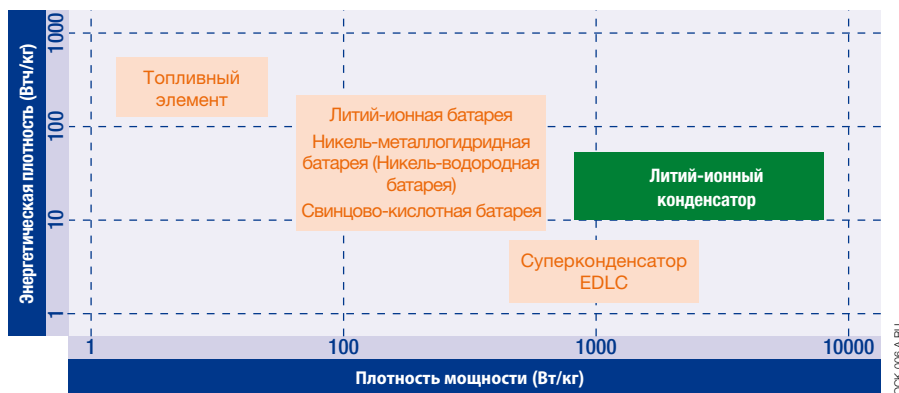 Энергетическая плотность (Втч/кг)
1000
100
10
1
Топливный
элемент
Литий-ионная батарея
Никель-металлогидридная
батарея (Никель-водородная
батарея)
Свинцово-кислотная батарея
Литий-ионный
конденсатор
Суперконденсатор
EDLC
1
100
1000
10000
Плотность мощности (Вт/кг)